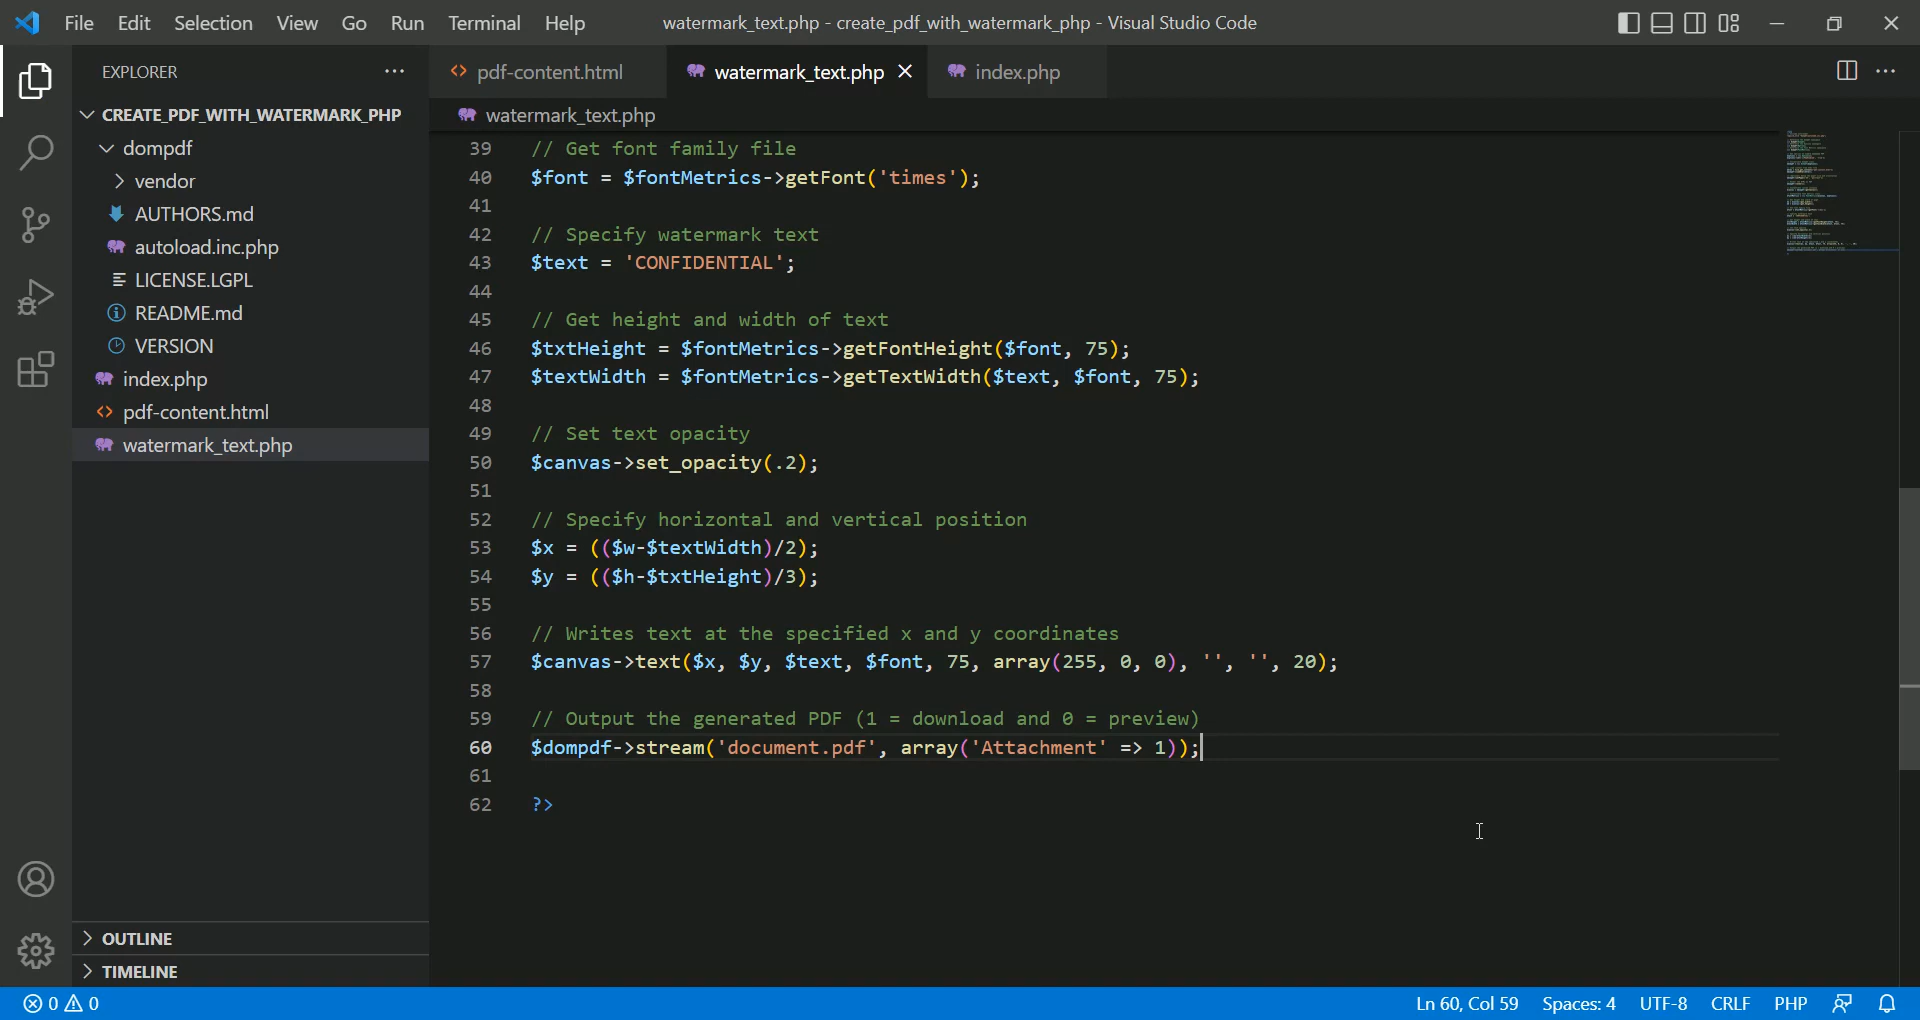 File Edit Selection View Go Run Terminal Help
watermark_text.php - create_pdf_with_watermark_php - Visual Studio Code
EXPLORER
CREATE_PDF_WITH_WATERMARK_PHP
dompdf
vendor
AUTHORS.md
autoload.inc.php
LICENSE.LGPL
README.md
VERSION
index.php
pdf-content.html
watermark_text.php
OUTLINE
TIMELINE
pdf-content.html watermark_text.php index.php
watermark_text.php
39 // Get font family file
40 $font = $fontMetrics->getFont('times');
41
42 // Specify watermark text
43 $text = 'CONFIDENTIAL';
44
45 // Get height and width of text
46 $txtHeight = $fontMetrics->getFontHeight($font, 75);
47 $textWidth = $fontMetrics->getTextWidth($text, $font, 75);
48
49 // Set text opacity
50 $canvas->set_opacity(.2);
51
52 // Specify horizontal and vertical position
53 $x = (($w-$textWidth)/2);
54 $y = (($h-$txtHeight)/3);
55
56 // Writes text at the specified x and y coordinates
57 $canvas->text($x, $y, $text, $font, 75, array(255, 0, 0), '', '', 20);
58
59 // Output the generated PDF (1 = download and 0 = preview)
60 $dompdf->stream('document.pdf', array('Attachment' => 1));
61
62 ?>
0 0
Ln 60, Col 59 Spaces: 4 UTF-8 CRLF PHP